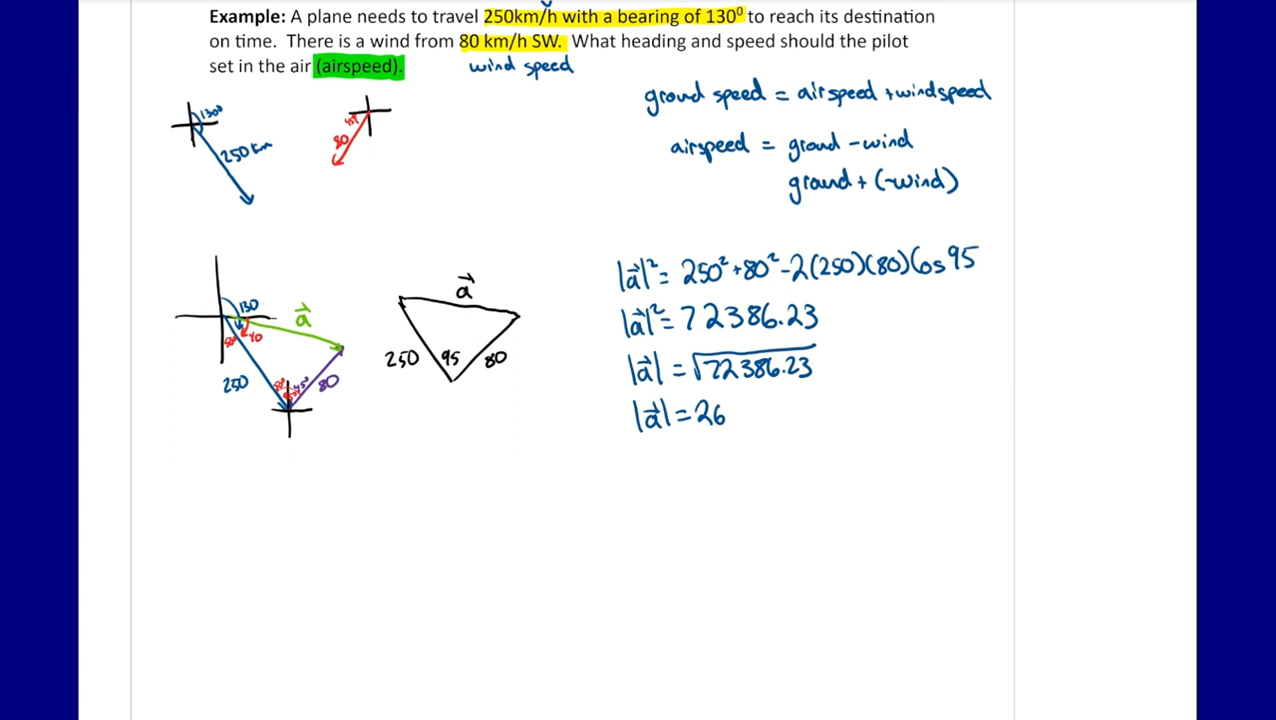 Example: A plane needs to travel 250km/h with a bearing of 130⁰ to reach its destination
on time. There is a wind from 80 km/h SW. What heading and speed should the pilot
set in the air (airspeed).
wind speed
ground speed = airspeed + windspeed
airspeed = ground - wind
ground + (-wind)
130°
250 km
45°
80
130
a⃗
40
50
250
50
45°
80
a⃗
250
95
80
|a⃗|² = 250² + 80² - 2(250)(80)Cos 95
|a⃗|² = 72386.23
|a⃗| = √72386.23
|a⃗| = 26